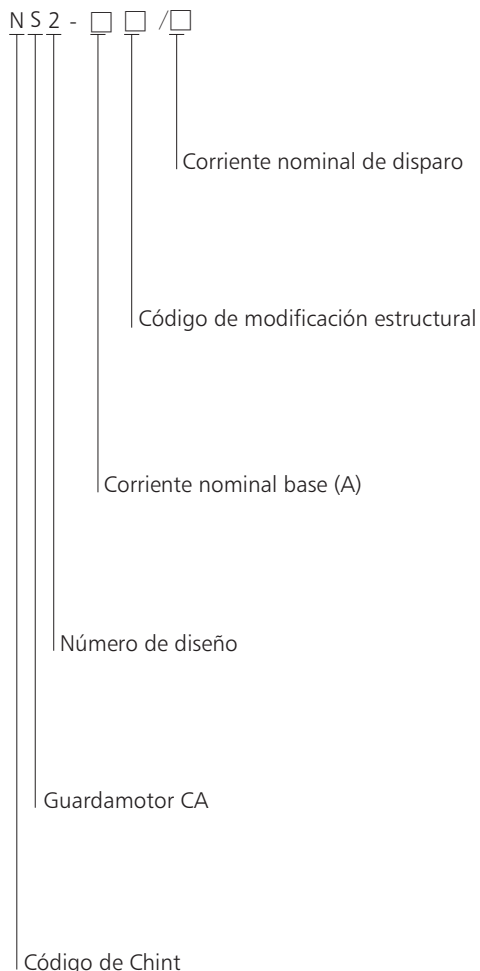 NS2-□□/□
Corriente nominal de disparo
Código de modificación estructural
Corriente nominal base (A)
Número de diseño
Guardamotor CA
Código de Chint